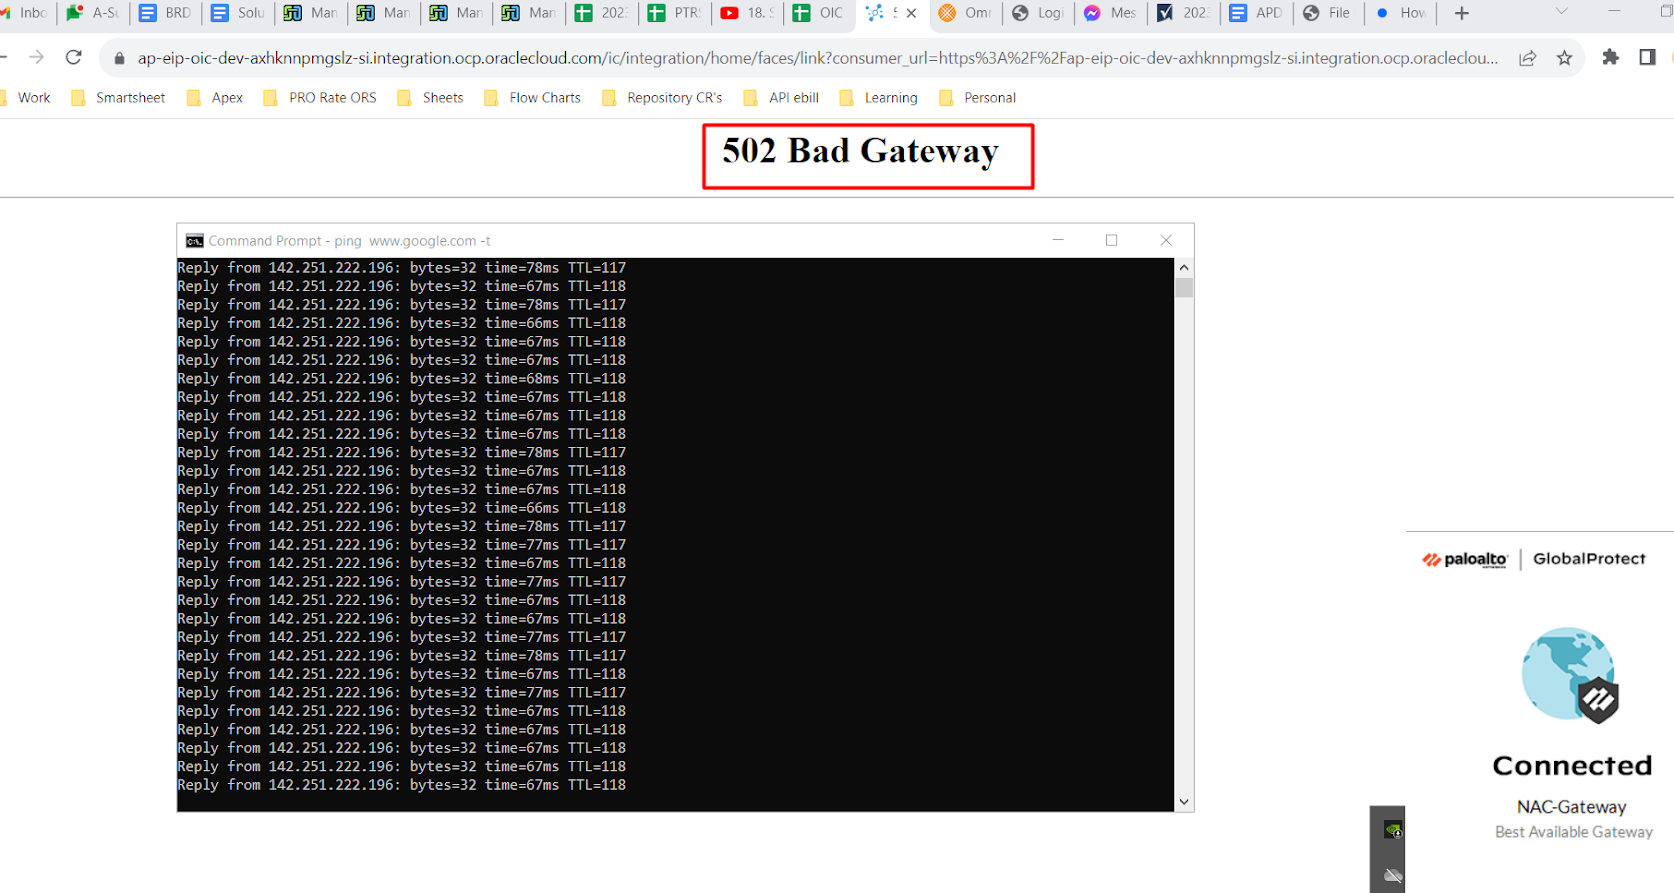 Inbo A-Su BRD Solu Man Man Man Man 202 PTR 18. S OIC 5 Omr Logi Mes 202 Writ APD File How
ap-eip-oic-dev-axhknnpmgslz-si.integration.ocp.oraclecloud.com/ic/integration/home/faces/link?consumer_url=https%3A%2F%2Fap-eip-oic-dev-axhknnpmgslz-si.integration.ocp.oraclecloud...
Work Smartsheet Apex PRO Rate ORS Sheets Flow Charts Repository CR's API ebill Learning Personal
502 Bad Gateway
Command Prompt - ping www.google.com -t
Reply from 142.251.222.196: bytes=32 time=78ms TTL=117
Reply from 142.251.222.196: bytes=32 time=67ms TTL=118
Reply from 142.251.222.196: bytes=32 time=78ms TTL=117
Reply from 142.251.222.196: bytes=32 time=66ms TTL=118
Reply from 142.251.222.196: bytes=32 time=67ms TTL=118
Reply from 142.251.222.196: bytes=32 time=67ms TTL=118
Reply from 142.251.222.196: bytes=32 time=68ms TTL=118
Reply from 142.251.222.196: bytes=32 time=67ms TTL=118
Reply from 142.251.222.196: bytes=32 time=67ms TTL=118
Reply from 142.251.222.196: bytes=32 time=67ms TTL=118
Reply from 142.251.222.196: bytes=32 time=78ms TTL=117
Reply from 142.251.222.196: bytes=32 time=67ms TTL=118
Reply from 142.251.222.196: bytes=32 time=67ms TTL=118
Reply from 142.251.222.196: bytes=32 time=66ms TTL=118
Reply from 142.251.222.196: bytes=32 time=78ms TTL=117
Reply from 142.251.222.196: bytes=32 time=77ms TTL=117
Reply from 142.251.222.196: bytes=32 time=67ms TTL=118
Reply from 142.251.222.196: bytes=32 time=77ms TTL=117
Reply from 142.251.222.196: bytes=32 time=67ms TTL=118
Reply from 142.251.222.196: bytes=32 time=67ms TTL=118
Reply from 142.251.222.196: bytes=32 time=77ms TTL=117
Reply from 142.251.222.196: bytes=32 time=78ms TTL=117
Reply from 142.251.222.196: bytes=32 time=67ms TTL=118
Reply from 142.251.222.196: bytes=32 time=77ms TTL=117
Reply from 142.251.222.196: bytes=32 time=67ms TTL=118
Reply from 142.251.222.196: bytes=32 time=67ms TTL=118
Reply from 142.251.222.196: bytes=32 time=67ms TTL=118
Reply from 142.251.222.196: bytes=32 time=67ms TTL=118
Reply from 142.251.222.196: bytes=32 time=67ms TTL=118
paloalto NETWORKS GlobalProtect
Connected
NAC-Gateway
Best Available Gateway